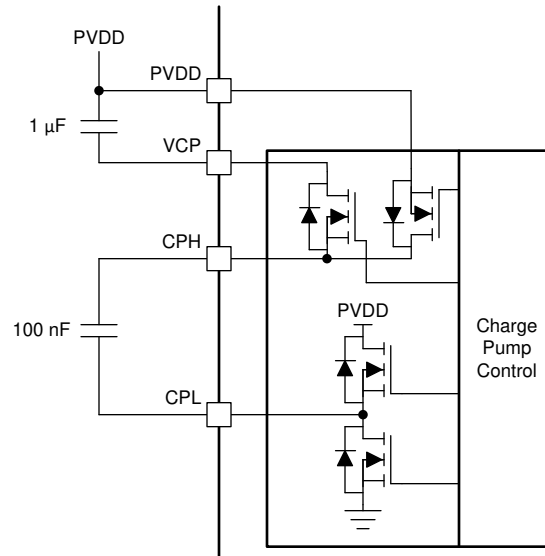 PVDD
PVDD
1 µF
VCP
CPH
PVDD
100 nF
Charge
Pump
Control
CPL